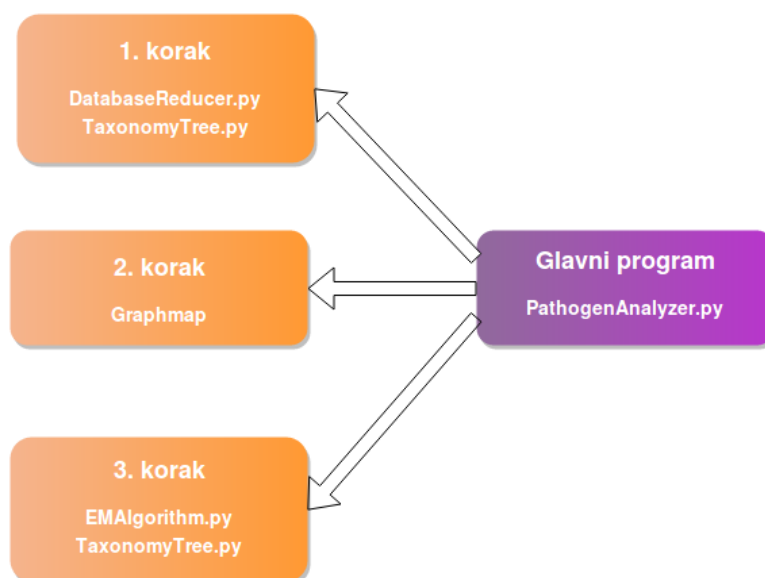 1. korak
DatabaseReducer.py
TaxonomyTree.py
2. korak
Graphmap
3. korak
EMAlgorithm.py
TaxonomyTree.py
Glavni program
PathogenAnalyzer.py